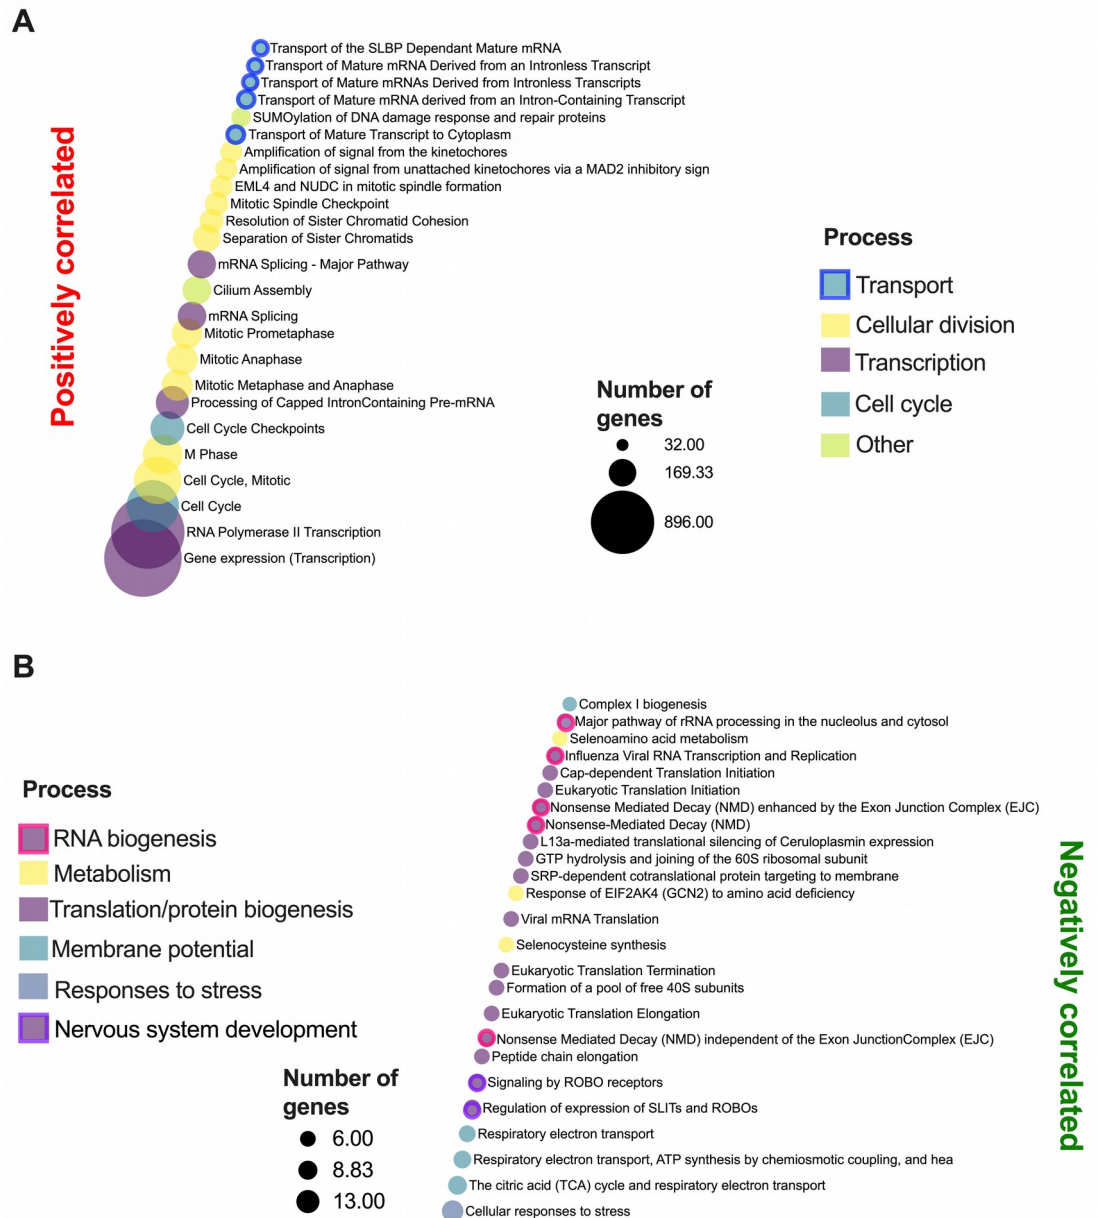 A
Positively correlated
Transport of the SLBP Dependant Mature mRNA
Transport of Mature mRNA Derived from an Intronless Transcript
Transport of Mature mRNAs Derived from Intronless Transcripts
Transport of Mature mRNA derived from an Intron-Containing Transcript
SUMOylation of DNA damage response and repair proteins
Transport of Mature Transcript to Cytoplasm
Amplification of signal from the kinetochores
Amplification of signal from unattached kinetochores via a MAD2 inhibitory sign
EML4 and NUDC in mitotic spindle formation
Mitotic Spindle Checkpoint
Resolution of Sister Chromatid Cohesion
Separation of Sister Chromatids
mRNA Splicing - Major Pathway
Cilium Assembly
mRNA Splicing
Mitotic Prometaphase
Mitotic Anaphase
Mitotic Metaphase and Anaphase
Processing of Capped IntronContaining Pre-mRNA
Cell Cycle Checkpoints
M Phase
Cell Cycle, Mitotic
Cell Cycle
RNA Polymerase II Transcription
Gene expression (Transcription)
Number of
genes
32.00
169.33
896.00
Process
Transport
Cellular division
Transcription
Cell cycle
Other
B
Process
RNA biogenesis
Metabolism
Translation/protein biogenesis
Membrane potential
Responses to stress
Nervous system development
Number of
genes
6.00
8.83
13.00
Complex I biogenesis
Major pathway of rRNA processing in the nucleolus and cytosol
Selenoamino acid metabolism
Influenza Viral RNA Transcription and Replication
Cap-dependent Translation Initiation
Eukaryotic Translation Initiation
Nonsense Mediated Decay (NMD) enhanced by the Exon Junction Complex (EJC)
Nonsense-Mediated Decay (NMD)
L13a-mediated translational silencing of Ceruloplasmin expression
GTP hydrolysis and joining of the 60S ribosomal subunit
SRP-dependent cotranslational protein targeting to membrane
Response of EIF2AK4 (GCN2) to amino acid deficiency
Viral mRNA Translation
Selenocysteine synthesis
Eukaryotic Translation Termination
Formation of a pool of free 40S subunits
Eukaryotic Translation Elongation
Nonsense Mediated Decay (NMD) independent of the Exon JunctionComplex (EJC)
Peptide chain elongation
Signaling by ROBO receptors
Regulation of expression of SLITs and ROBOs
Respiratory electron transport
Respiratory electron transport, ATP synthesis by chemiosmotic coupling, and hea
The citric acid (TCA) cycle and respiratory electron transport
Cellular responses to stress
Negatively correlated